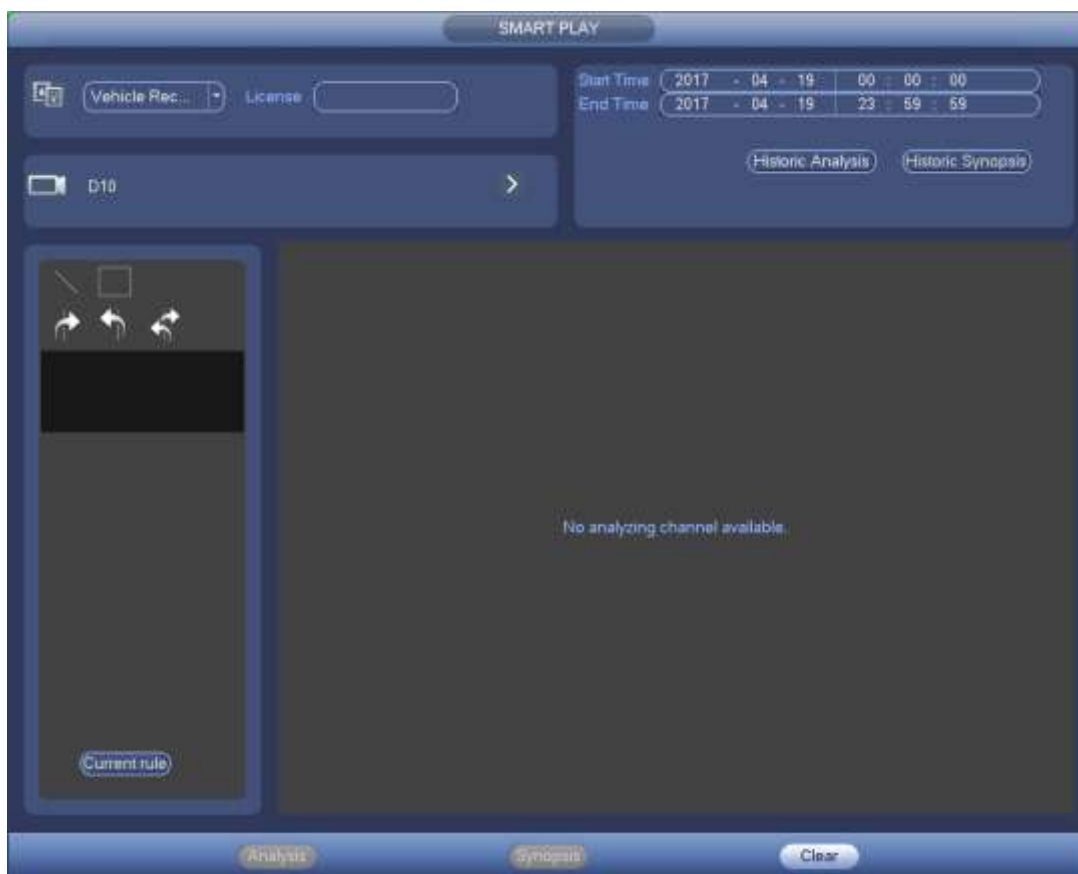 SMART PLAY
Vehicle Rec...
License
Start Time 2017 - 04 - 19 00 : 00 : 00
End Time 2017 - 04 - 19 23 : 59 : 59
Historic Analysis
Historic Synopsis
D10
No analyzing channel available.
Current rule
Analysis
Synopsis
Clear